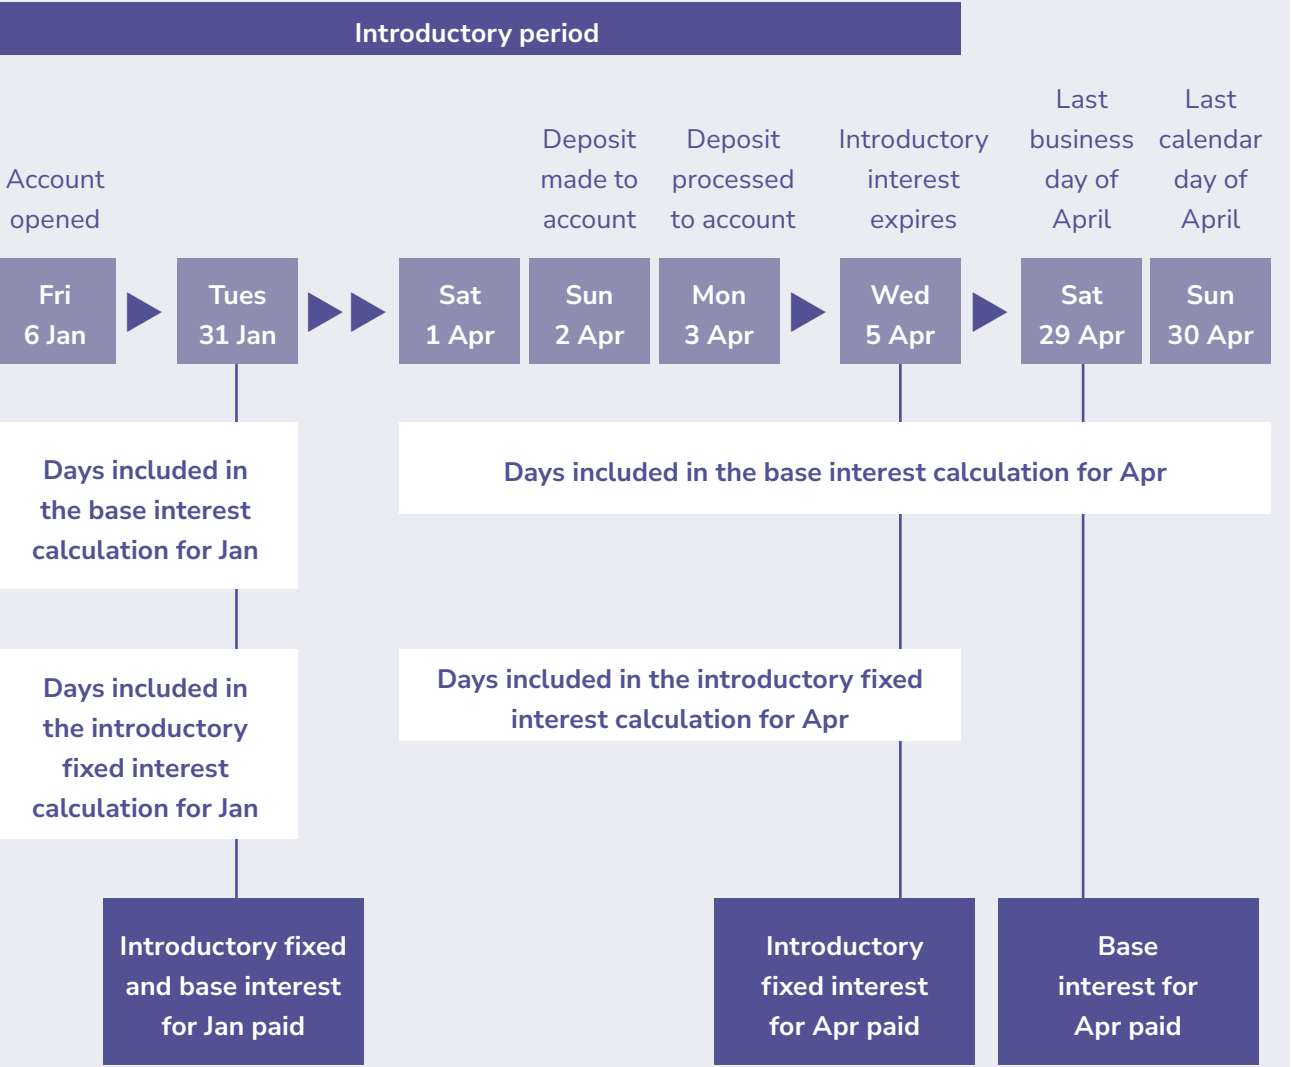 Introductory period
Account
opened
Deposit
made to
account
Deposit
processed
to account
Introductory
interest
expires
Last
business
day of
April
Last
calendar
day of
April
Fri
6 Jan
Tues
31 Jan
Sat
1 Apr
Sun
2 Apr
Mon
3 Apr
Wed
5 Apr
Sat
29 Apr
Sun
30 Apr
Days included in
the base interest
calculation for Jan
Days included in the base interest calculation for Apr
Days included in
the introductory
fixed interest
calculation for Jan
Days included in the introductory fixed
interest calculation for Apr
Introductory fixed
and base interest
for Jan paid
Introductory
fixed interest
for Apr paid
Base
interest for
Apr paid